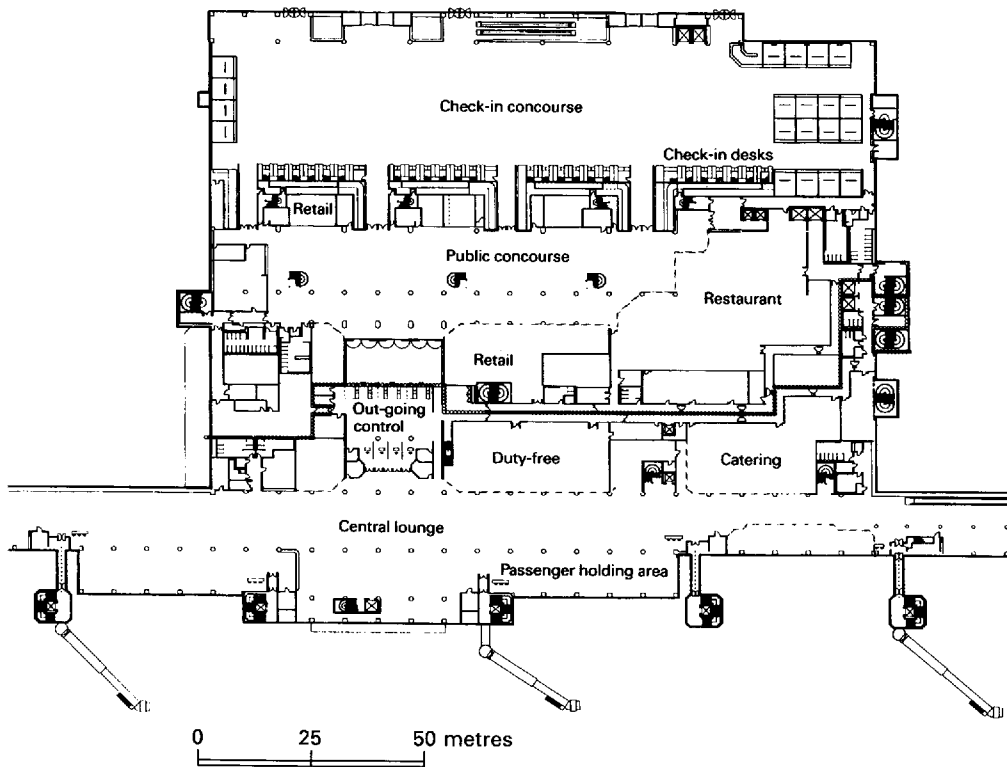 Check-in concourse
Check-in desks
Retail
Public concourse
Restaurant
Retail
Out-going
control
Duty-free
Catering
Central lounge
Passenger holding area
0 25 50 metres